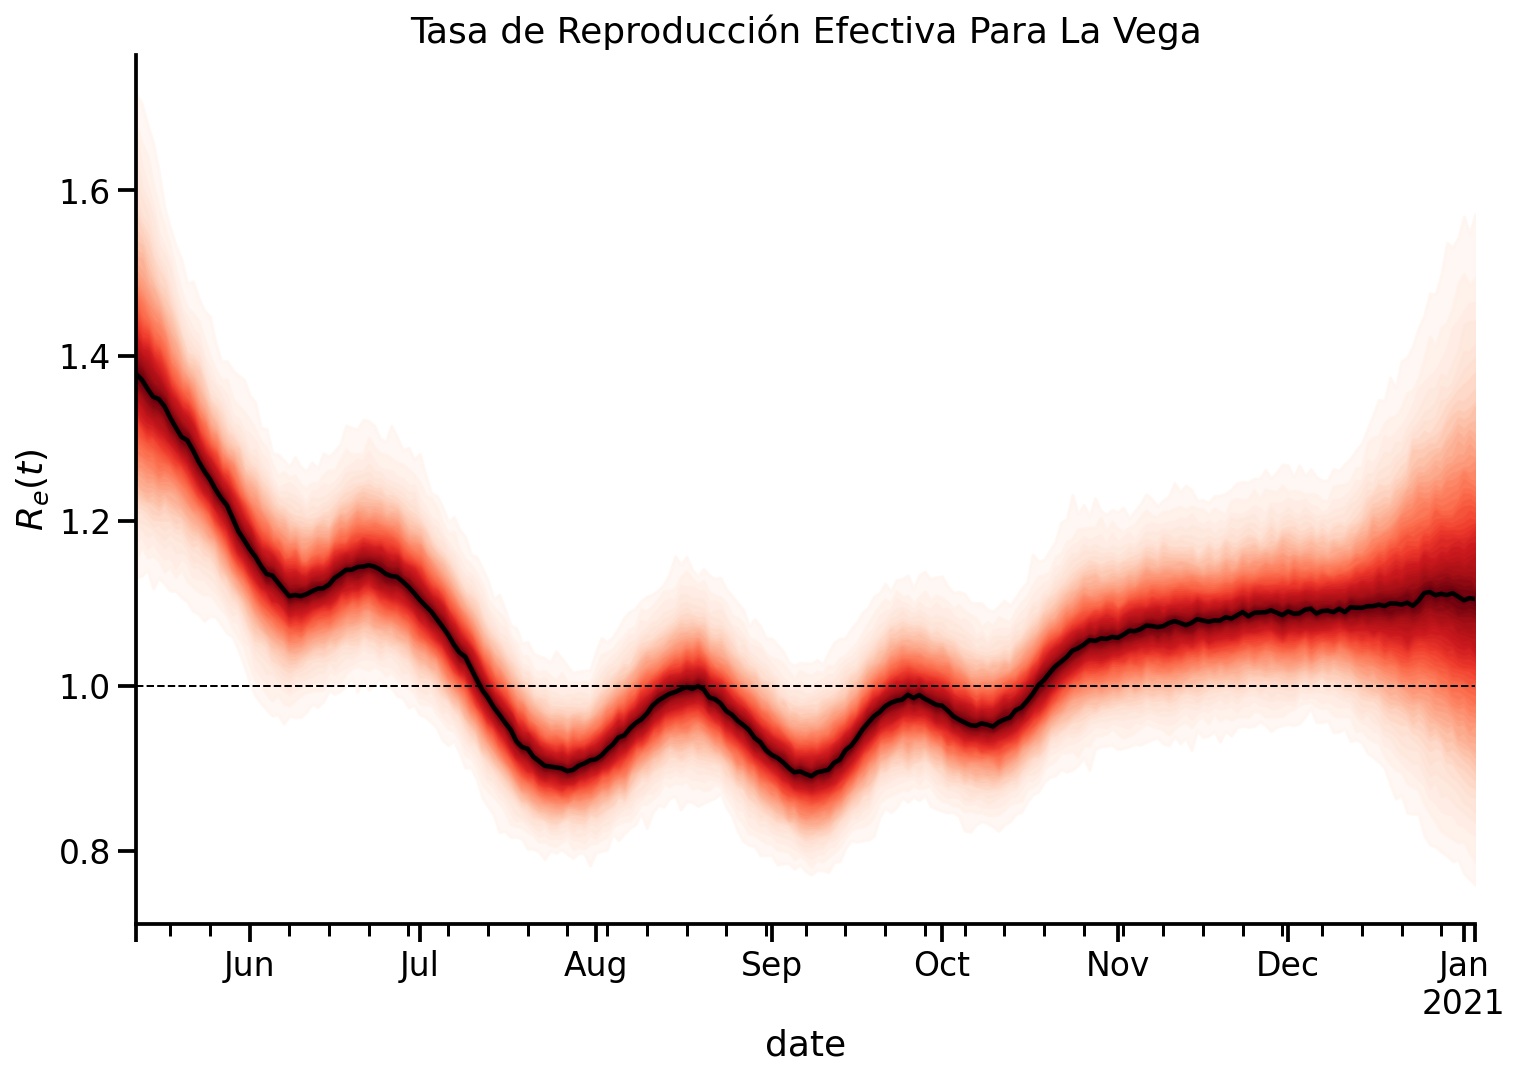 Tasa de Reproducción Efectiva Para La Vega
1.6
1.4
1.2
1.0
0.8
Rₑ(t)
Jun Jul Aug Sep Oct Nov Dec Jan
2021
date